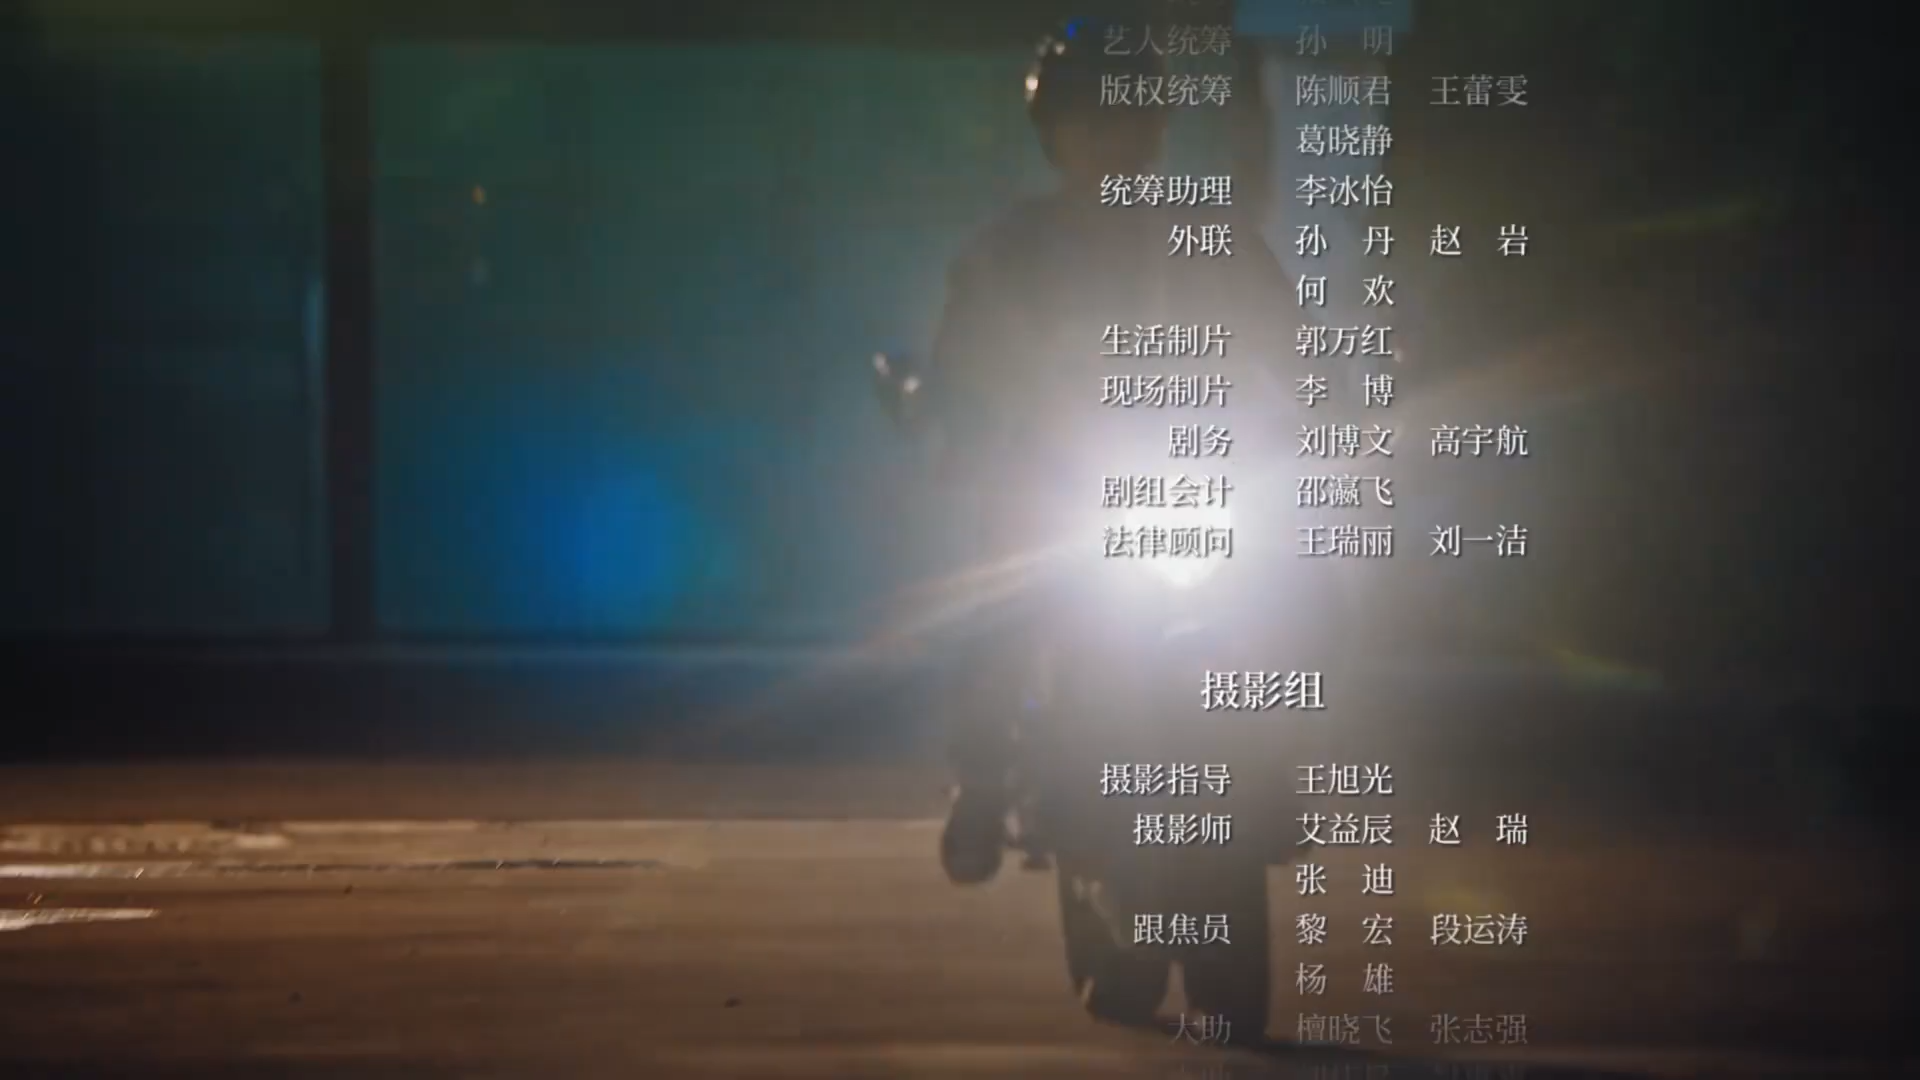 艺人统筹 孙 明
版权统筹 陈顺君 王蕾雯
葛晓静
统筹助理 李冰怡
外联 孙 丹 赵 岩
何 欢
生活制片 郭万红
现场制片 李 博
剧务 刘博文 高宇航
剧组会计 邵瀛飞
法律顾问 王瑞丽 刘一洁
摄影组
摄影指导 王旭光
摄影师 艾益辰 赵 瑞
张 迪
跟焦员 黎 宏 段运涛
杨 雄
大助 檀晓飞 张志强